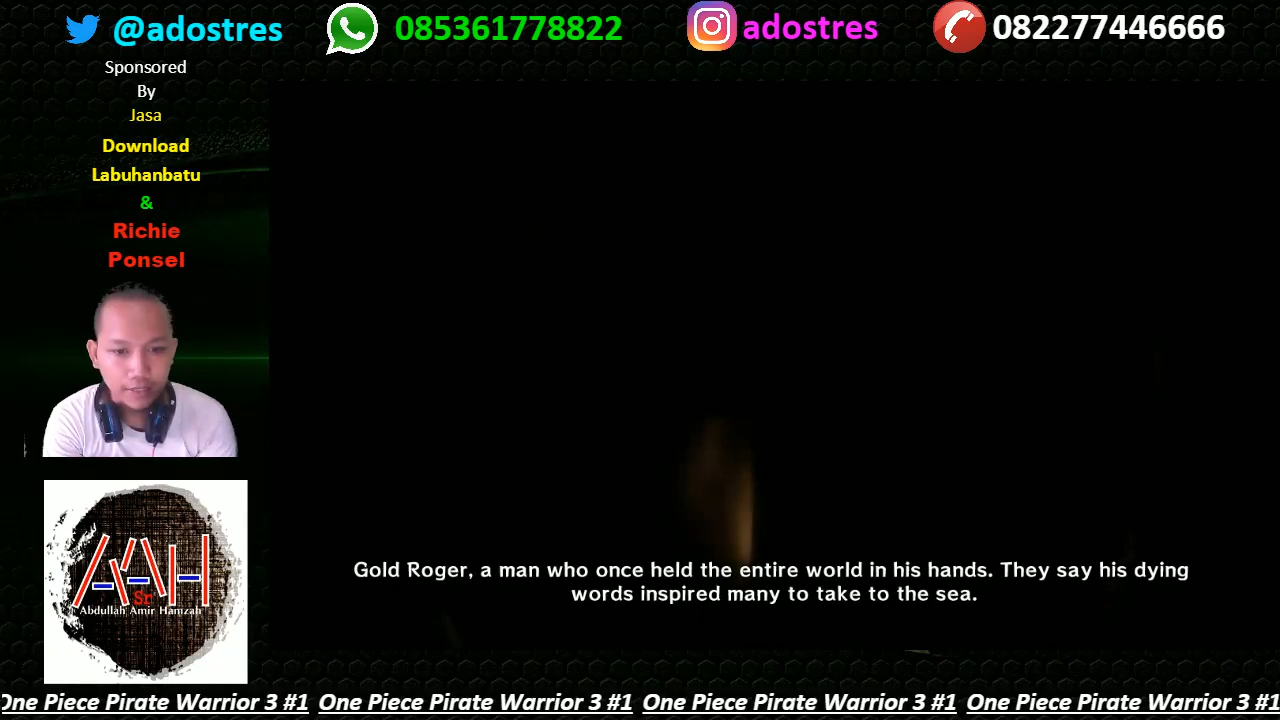 @adostres 085361778822 adostres 082277446666
Sponsored
By
Jasa
Download
Labuhanbatu
&
Richie
Ponsel
Sr
Abdullah Amir Hamzah
Gold Roger, a man who once held the entire world in his hands. They say his dying
words inspired many to take to the sea.
One Piece Pirate Warrior 3 #1 One Piece Pirate Warrior 3 #1 One Piece Pirate Warrior 3 #1 One Piece Pirate Warrior 3 #1